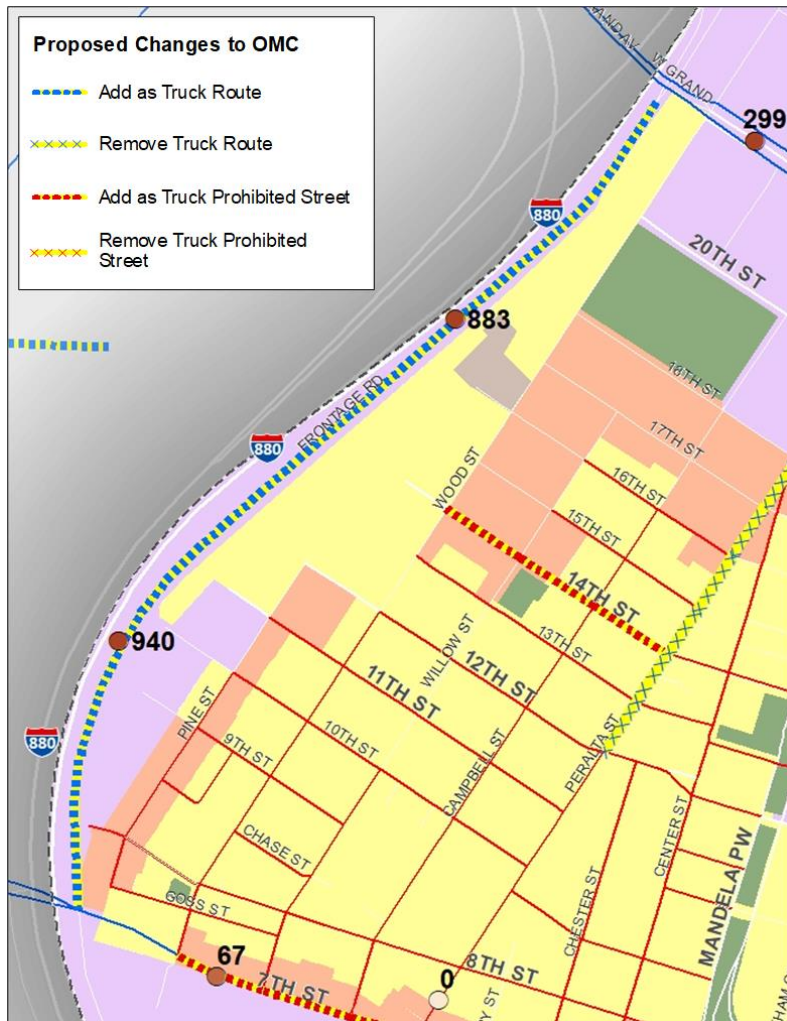 Proposed Changes to OMC
Add as Truck Route
Remove Truck Route
Add as Truck Prohibited Street
Remove Truck Prohibited
Street
ANDAV
W GRAND
299
880
20TH ST
883
18TH ST
FRONTAGE RD
17TH ST
880
16TH ST
WOOD ST
15TH ST
14TH ST
13TH ST
940
WILLOW ST
12TH ST
11TH ST
PINE ST
880
10TH ST
9TH ST
PERALTA ST
CAMPBELL ST
CHASE ST
CENTER ST
CHESTER ST
MANDELA PW
GOSS ST
8TH ST
67
7TH ST
0
Y ST
HAM